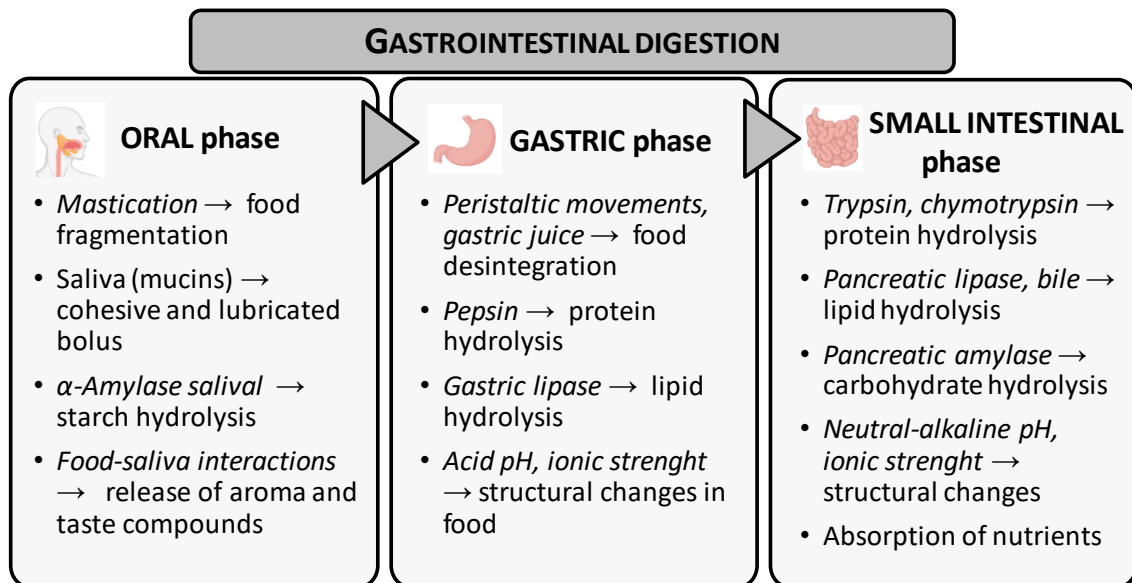 GASTROINTESTINAL DIGESTION
ORAL phase
• Mastication → food
fragmentation
• Saliva (mucins) →
cohesive and lubricated
bolus
• α-Amylase salival →
starch hydrolysis
• Food-saliva interactions
→ release of aroma and
taste compounds
GASTRIC phase
• Peristaltic movements,
gastric juice → food
desintegration
• Pepsin → protein
hydrolysis
• Gastric lipase → lipid
hydrolysis
• Acid pH, ionic strenght
→ structural changes in
food
SMALL INTESTINAL
phase
• Trypsin, chymotrypsin →
protein hydrolysis
• Pancreatic lipase, bile →
lipid hydrolysis
• Pancreatic amylase →
carbohydrate hydrolysis
• Neutral-alkaline pH,
ionic strenght →
structural changes
• Absorption of nutrients